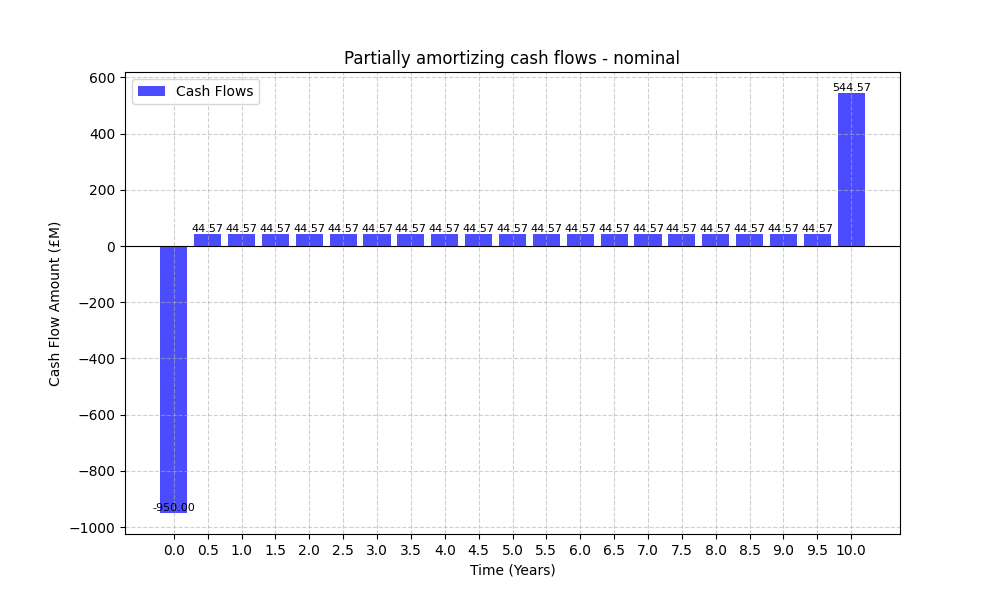 Partially amortizing cash flows - nominal
Cash Flows
Cash Flow Amount (£M)
600
400
200
0
−200
−400
−600
−800
−1000
-950.00
44.57 44.57 44.57 44.57 44.57 44.57 44.57 44.57 44.57 44.57 44.57 44.57 44.57 44.57 44.57 44.57 44.57 44.57 44.57
544.57
0.0 0.5 1.0 1.5 2.0 2.5 3.0 3.5 4.0 4.5 5.0 5.5 6.0 6.5 7.0 7.5 8.0 8.5 9.0 9.5 10.0
Time (Years)